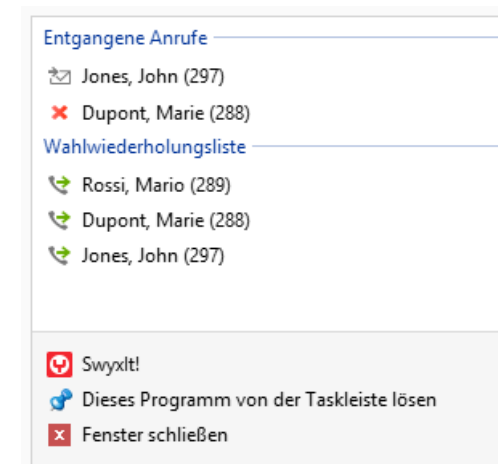 Entgangene Anrufe
Jones, John (297)
Dupont, Marie (288)
Wahlwiederholungsliste
Rossi, Mario (289)
Dupont, Marie (288)
Jones, John (297)
SwyxIt!
Dieses Programm von der Taskleiste lösen
Fenster schließen